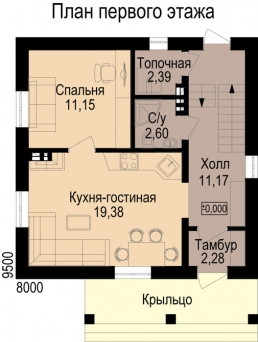 План первого этажа
Топочная
2,39
Спальня
11,15
С/у
2,60
Холл
11,17
Кухня-гостиная
19,38
±0,000
Тамбур
2,28
9500
8000
Крыльцо